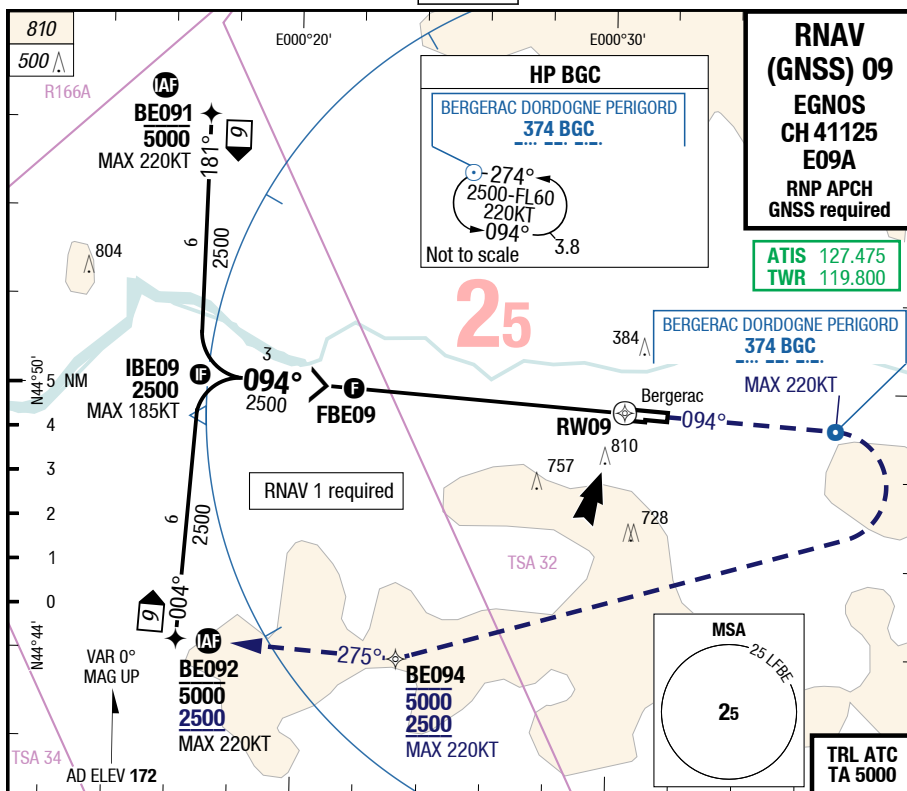 810
500
R166A
IAF
BE091
5000
MAX 220KT
181°
6
2500
804
E000°20'
E000°30'
HP BGC
BERGERAC DORDOGNE PERIGORD
374 BGC
274°
2500-FL60
220KT
094°
3.8
Not to scale
RNAV
(GNSS) 09
EGNOS
CH 41125
E09A
RNP APCH
GNSS required
ATIS 127.475
TWR 119.800
25
BERGERAC DORDOGNE PERIGORD
374 BGC
MAX 220KT
384
N44°50'
5 NM
4
3
2
1
0
N44°44'
IBE09
2500
MAX 185KT
IF
3
094°
2500
F
FBE09
RW09
Bergerac
094°
810
757
728
RNAV 1 required
TSA 32
6
2500
004°
9
9
IAF
BE092
5000
2500
MAX 220KT
275°
BE094
5000
2500
MAX 220KT
VAR 0°
MAG UP
TSA 34
AD ELEV 172
MSA
25 LFBE
25
TRL ATC
TA 5000